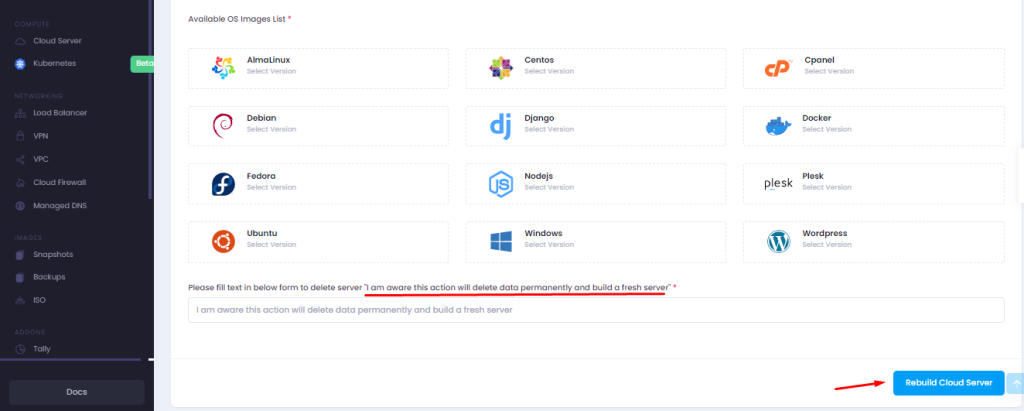 COMPUTE
Cloud Server
Kubernetes
Beta
NETWORKING
Load Balancer
VPN
VPC
Cloud Firewall
Managed DNS
IMAGES
Snapshots
Backups
ISO
ADDONS
Tally
Docs
Available OS Images List *
AlmaLinux
Select Version
Centos
Select Version
cP
Cpanel
Select Version
Debian
Select Version
dj
Django
Select Version
Docker
Select Version
Fedora
Select Version
JS
Nodejs
Select Version
plesk
Plesk
Select Version
Ubuntu
Select Version
Windows
Select Version
Wordpress
Select Version
Please fill text in below form to delete server "I am aware this action will delete data permanently and build a fresh server" *
I am aware this action will delete data permanently and build a fresh server
Rebuild Cloud Server